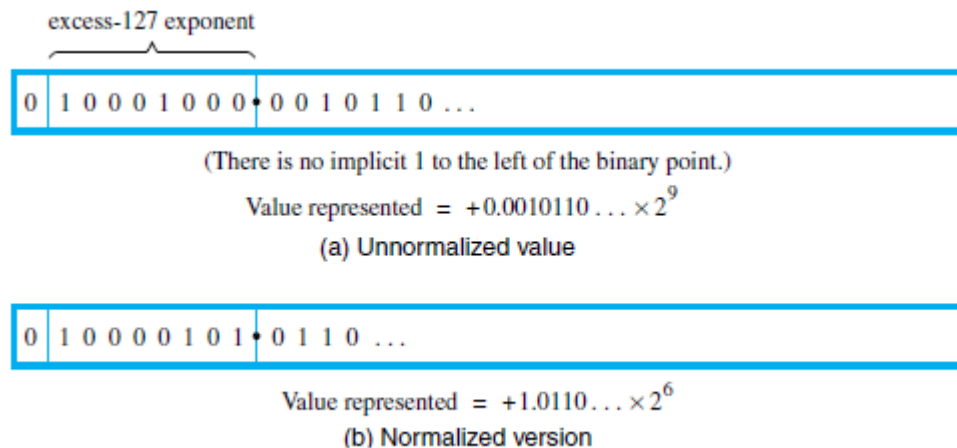 excess-127 exponent
0 1 0 0 0 1 0 0 0 • 0 0 1 0 1 1 0 ...
(There is no implicit 1 to the left of the binary point.)
Value represented = +0.0010110 ... × 2^9
(a) Unnormalized value
0 1 0 0 0 0 1 0 1 • 0 1 1 0 ...
Value represented = +1.0110 ... × 2^6
(b) Normalized version